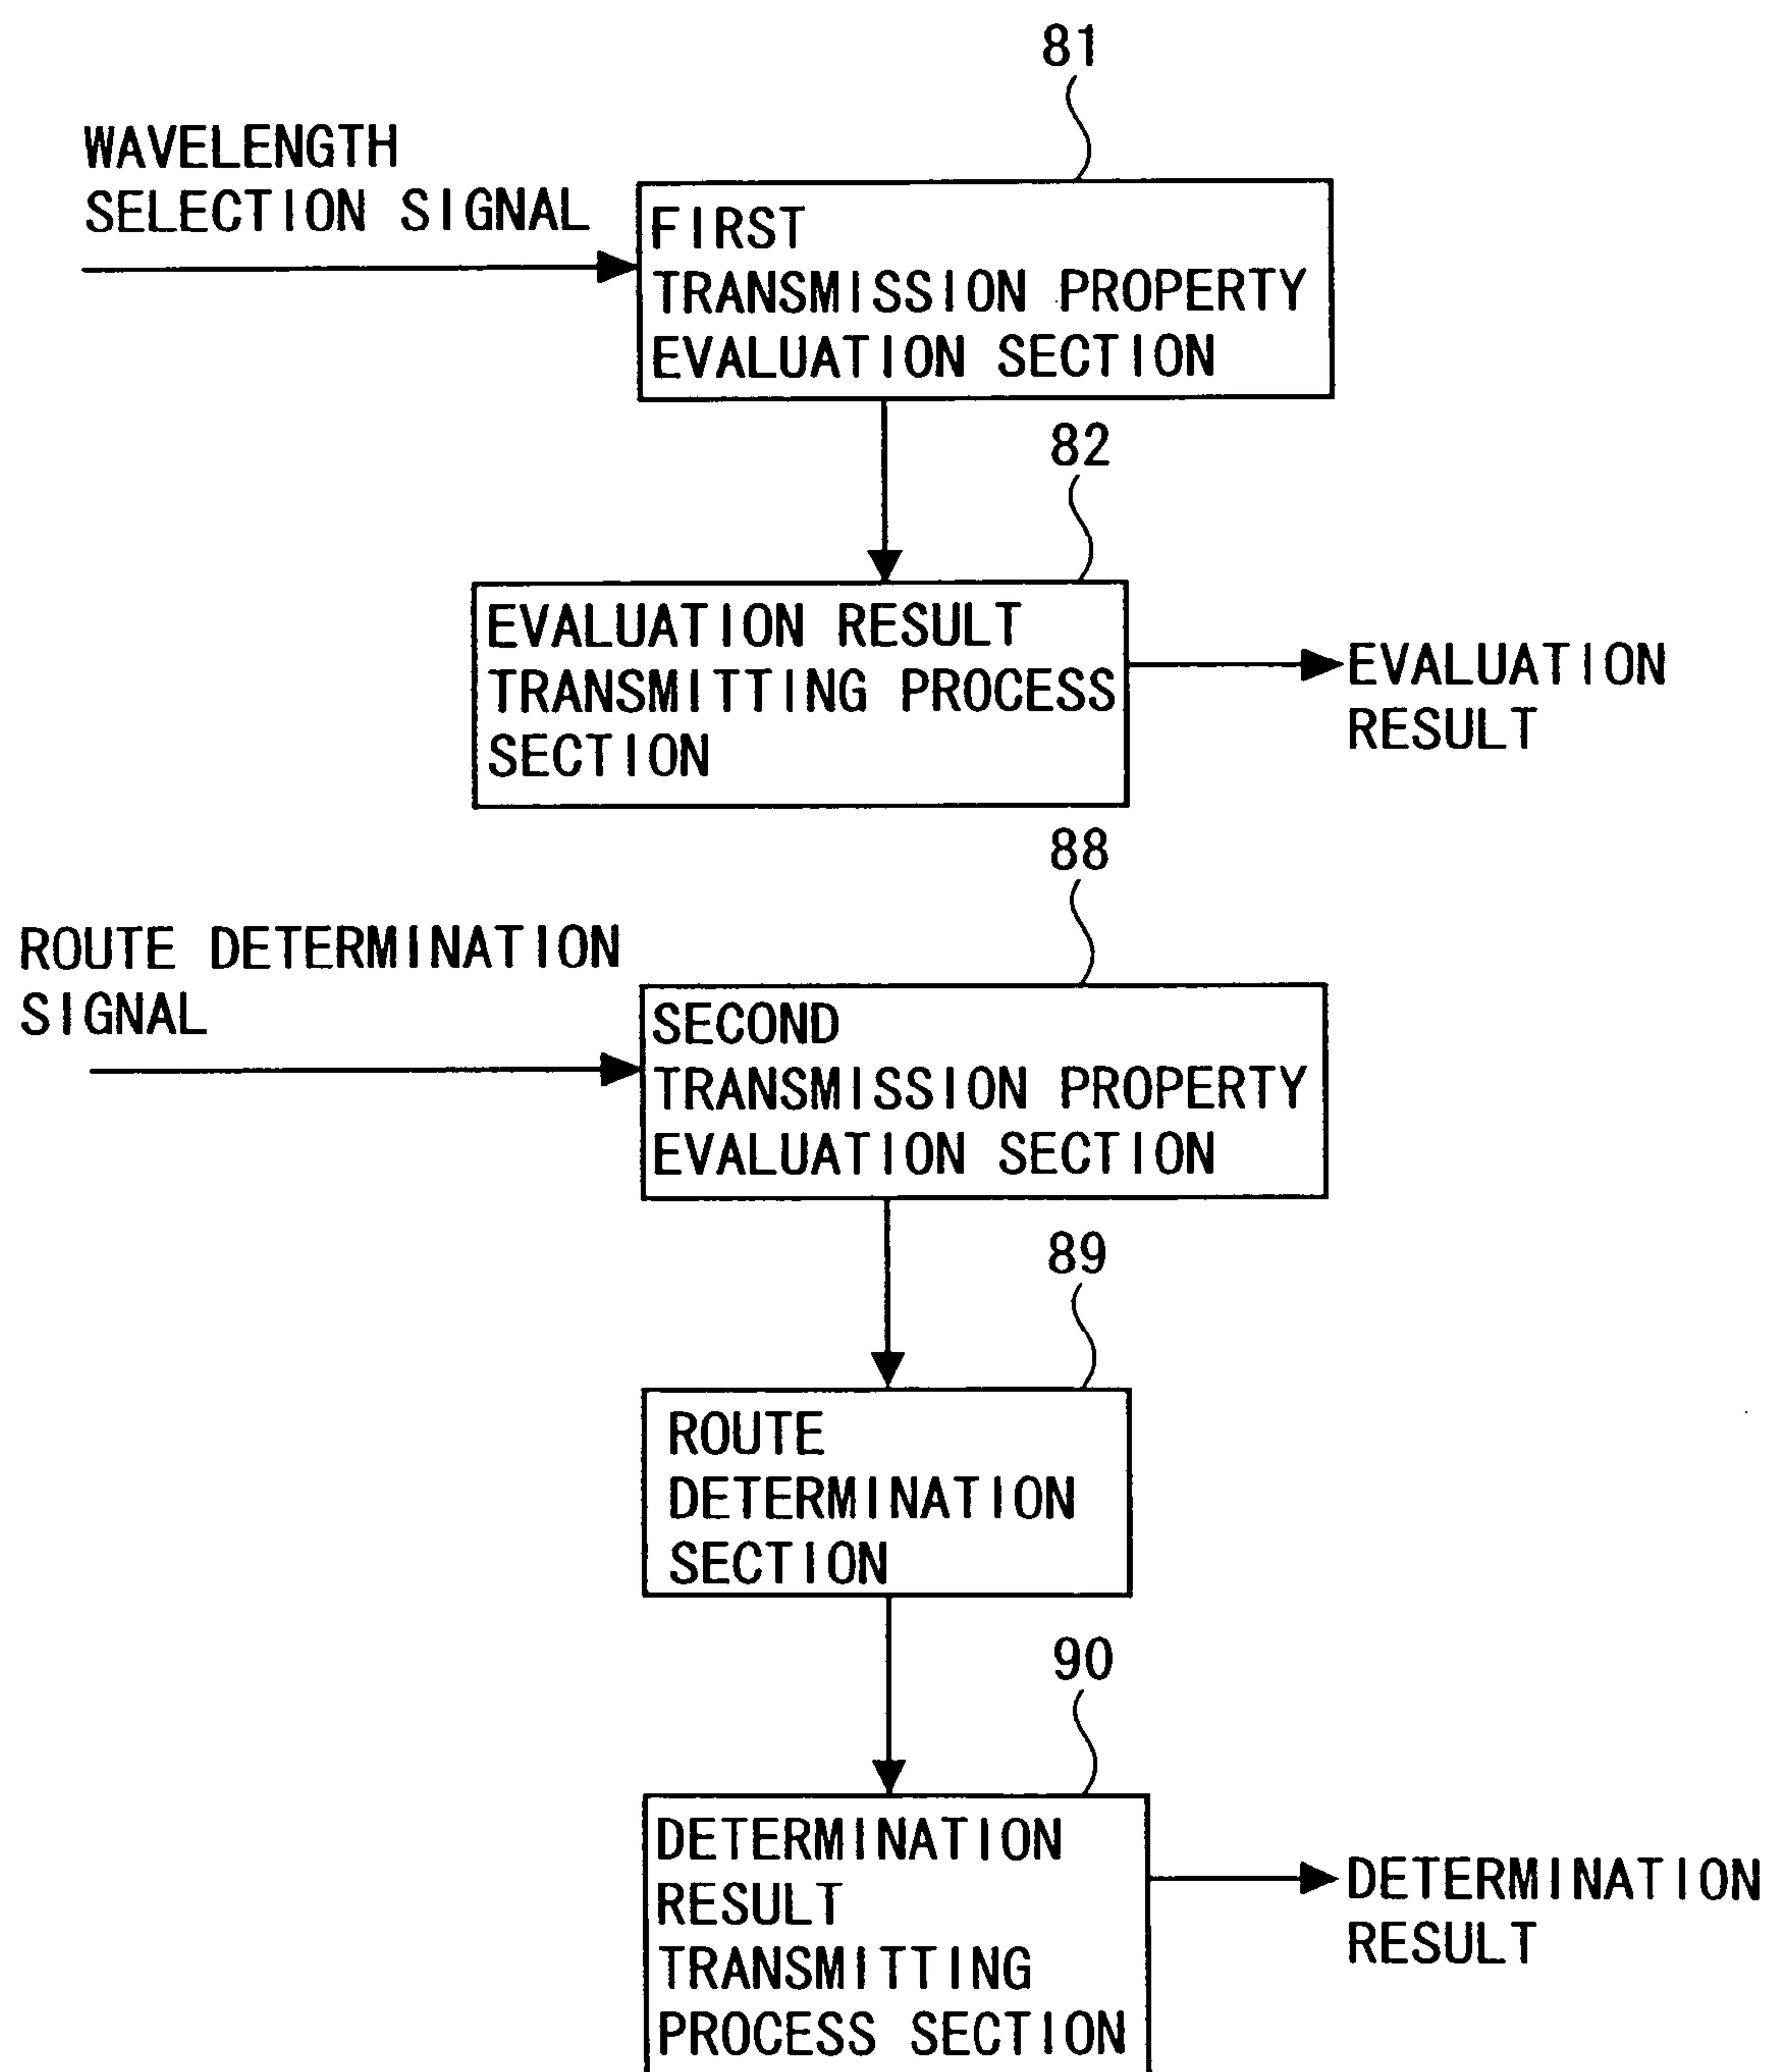 81
WAVELENGTH
SELECTION SIGNAL
FIRST
TRANSMISSION PROPERTY
EVALUATION SECTION
82
EVALUATION RESULT
TRANSMITTING PROCESS
SECTION
EVALUATION
RESULT
88
ROUTE DETERMINATION
SIGNAL
SECOND
TRANSMISSION PROPERTY
EVALUATION SECTION
89
ROUTE
DETERMINATION
SECTION
90
DETERMINATION
RESULT
TRANSMITTING
PROCESS SECTION
DETERMINATION
RESULT